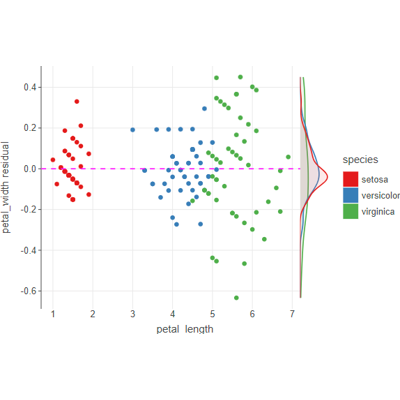 0.4
0.2
0.0
-0.2
-0.4
-0.6
petal_width residual
1 2 3 4 5 6 7
petal_length
species
setosa
versicolor
virginica